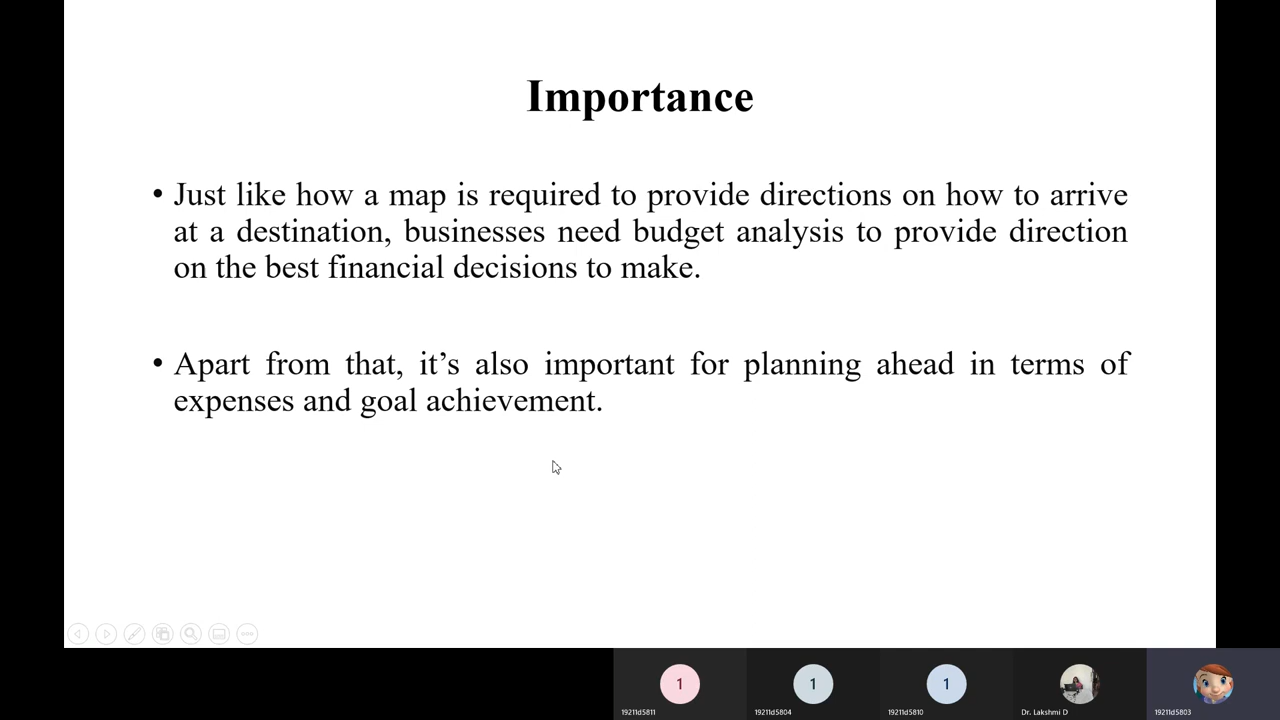 Importance
• Just like how a map is required to provide directions on how to arrive
at a destination, businesses need budget analysis to provide direction
on the best financial decisions to make.
• Apart from that, it’s also important for planning ahead in terms of
expenses and goal achievement.
1
1
1
19211d5811
19211d5804
19211d5810
Dr. Lakshmi D
19211d5803